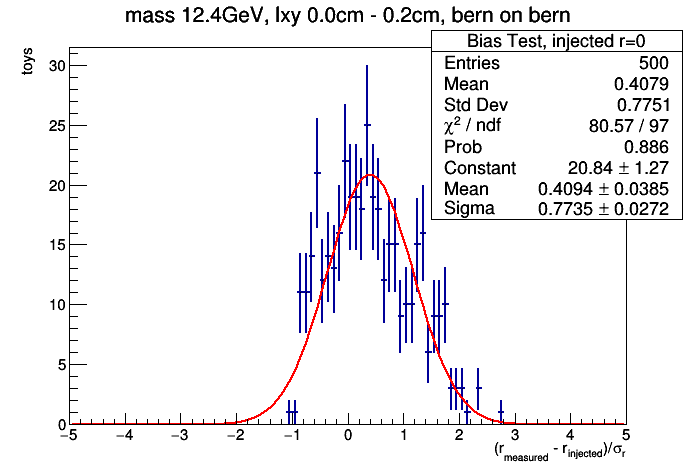 mass 12.4GeV, lxy 0.0cm - 0.2cm, bern on bern
Bias Test, injected r=0
Entries 500
Mean 0.4079
Std Dev 0.7751
χ² / ndf 80.57 / 97
Prob 0.886
Constant 20.84 ± 1.27
Mean 0.4094 ± 0.0385
Sigma 0.7735 ± 0.0272
toys
30
25
20
15
10
5
0
−5 −4 −3 −2 −1 0 1 2 3 4 5
(r_measured - r_injected)/σ_r